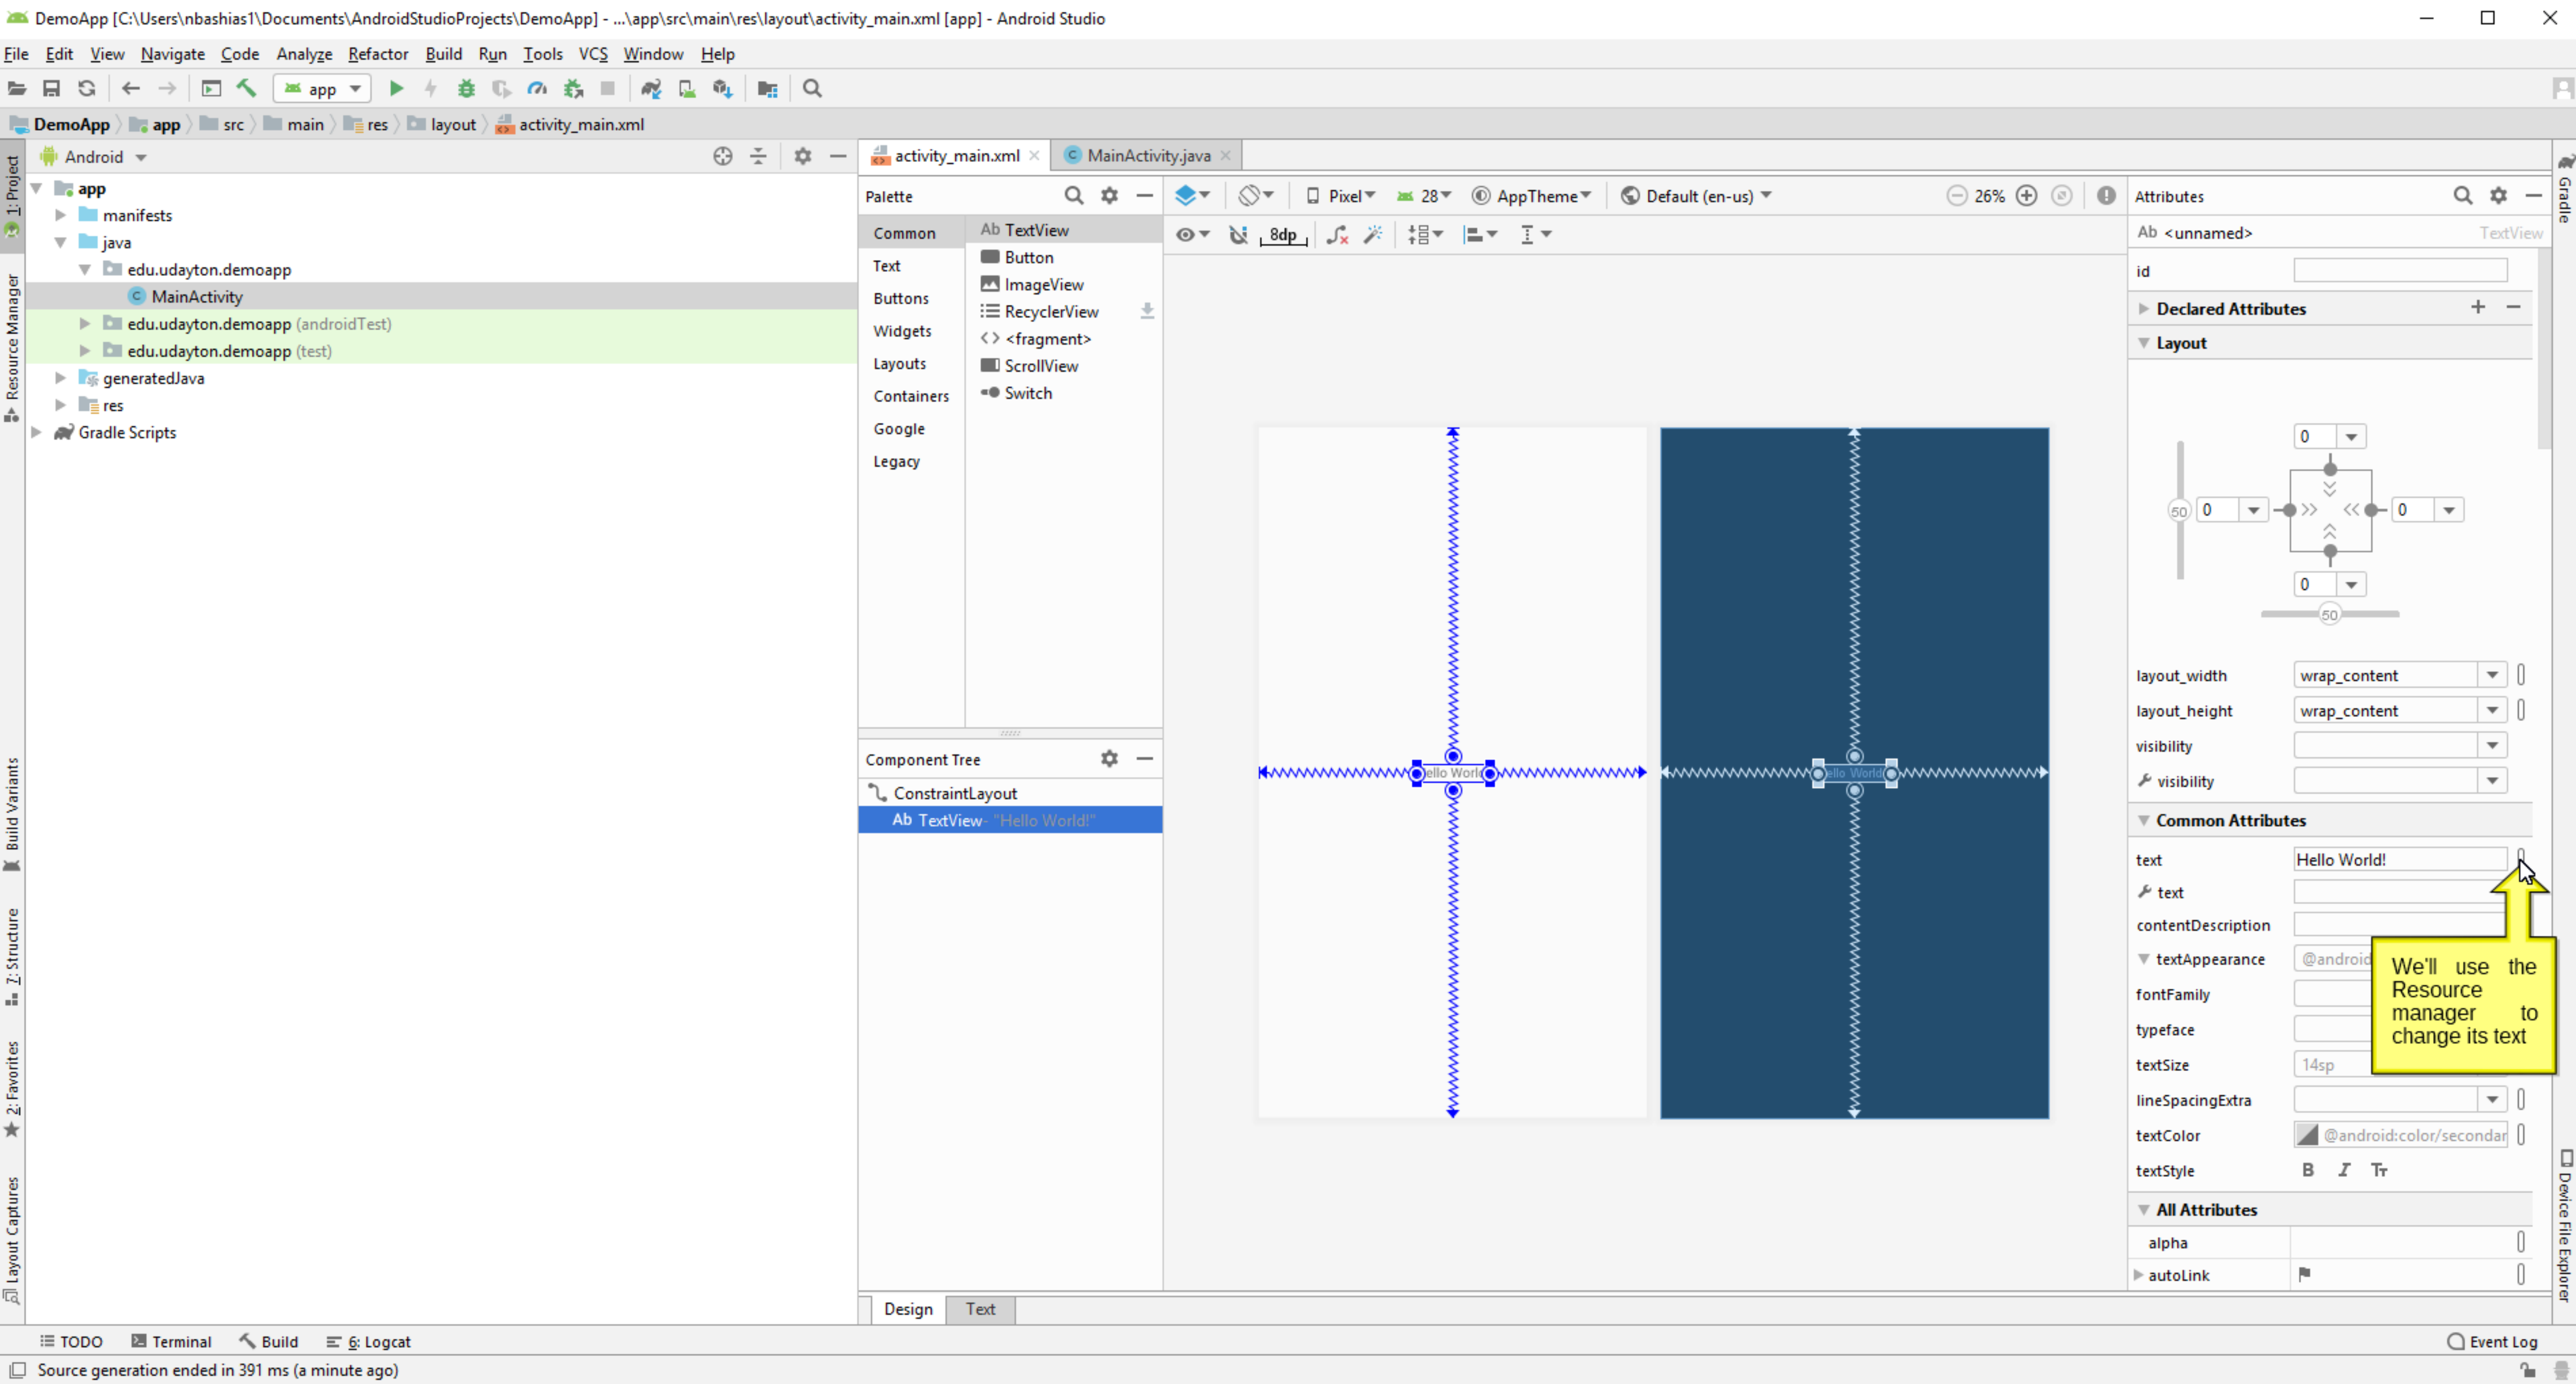 DemoApp [C:\Users\nbashias1\Documents\AndroidStudioProjects\DemoApp] - ...\app\src\main\res\layout\activity_main.xml [app] - Android Studio
File Edit View Navigate Code Analyze Refactor Build Run Tools VCS Window Help
app
DemoApp app src main res layout activity_main.xml
1: Project
Resource Manager
Build Variants
7: Structure
2: Favorites
Layout Captures
Android
app
manifests
java
edu.udayton.demoapp
MainActivity
edu.udayton.demoapp (androidTest)
edu.udayton.demoapp (test)
generatedJava
res
Gradle Scripts
activity_main.xml MainActivity.java
Palette
Common
Text
Buttons
Widgets
Layouts
Containers
Google
Legacy
Ab TextView
Button
ImageView
RecyclerView
<fragment>
ScrollView
Switch
Component Tree
ConstraintLayout
Ab TextView- "Hello World!"
Pixel 28 AppTheme Default (en-us) 26%
8dp
ello World
ello World
Design Text
Attributes
Ab <unnamed> TextView
id
Declared Attributes
Layout
0
50 0 0
0
50
layout_width wrap_content
layout_height wrap_content
visibility
visibility
Common Attributes
text Hello World!
text
contentDescription
textAppearance @android
fontFamily
typeface
textSize 14sp
lineSpacingExtra
textColor @android:color/secondar
textStyle B I Tt
All Attributes
alpha
autoLink
We'll use the
Resource
manager to
change its text
Gradle
Device File Explorer
TODO Terminal Build 6: Logcat Event Log
Source generation ended in 391 ms (a minute ago)